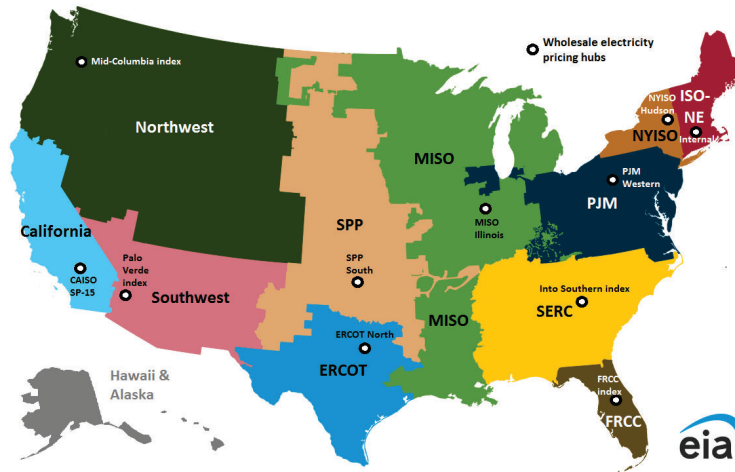 Mid-Columbia index
Wholesale electricity
pricing hubs
Northwest
NYISO
Hudson
ISO-
NE
Internal
NYISO
MISO
PJM
Western
PJM
MISO
Illinois
California
SPP
Palo
Verde
index
CAISO
SP-15
SPP
South
Southwest
Into Southern index
SERC
MISO
ERCOT North
ERCOT
Hawaii &
Alaska
FRCC
index
FRCC
eia